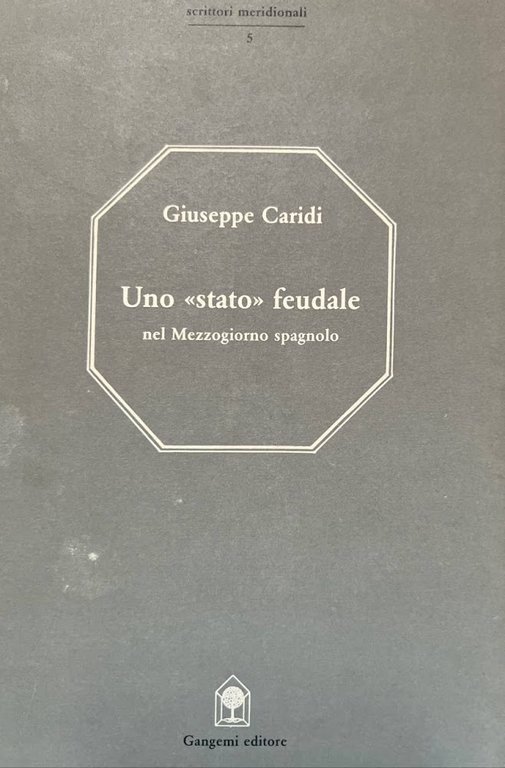 scrittori meridionali
5
Giuseppe Caridi
Uno «stato» feudale
nel Mezzogiorno spagnolo
Gangemi editore